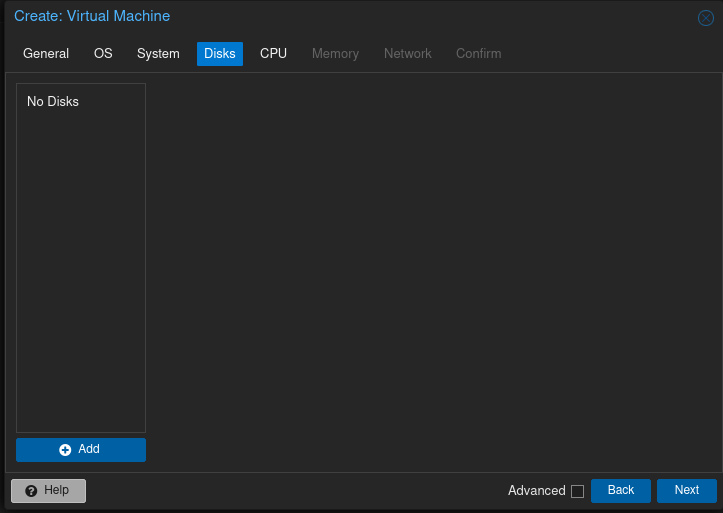 Create: Virtual Machine
General OS System Disks CPU Memory Network Confirm
No Disks
Add
Help Advanced Back Next